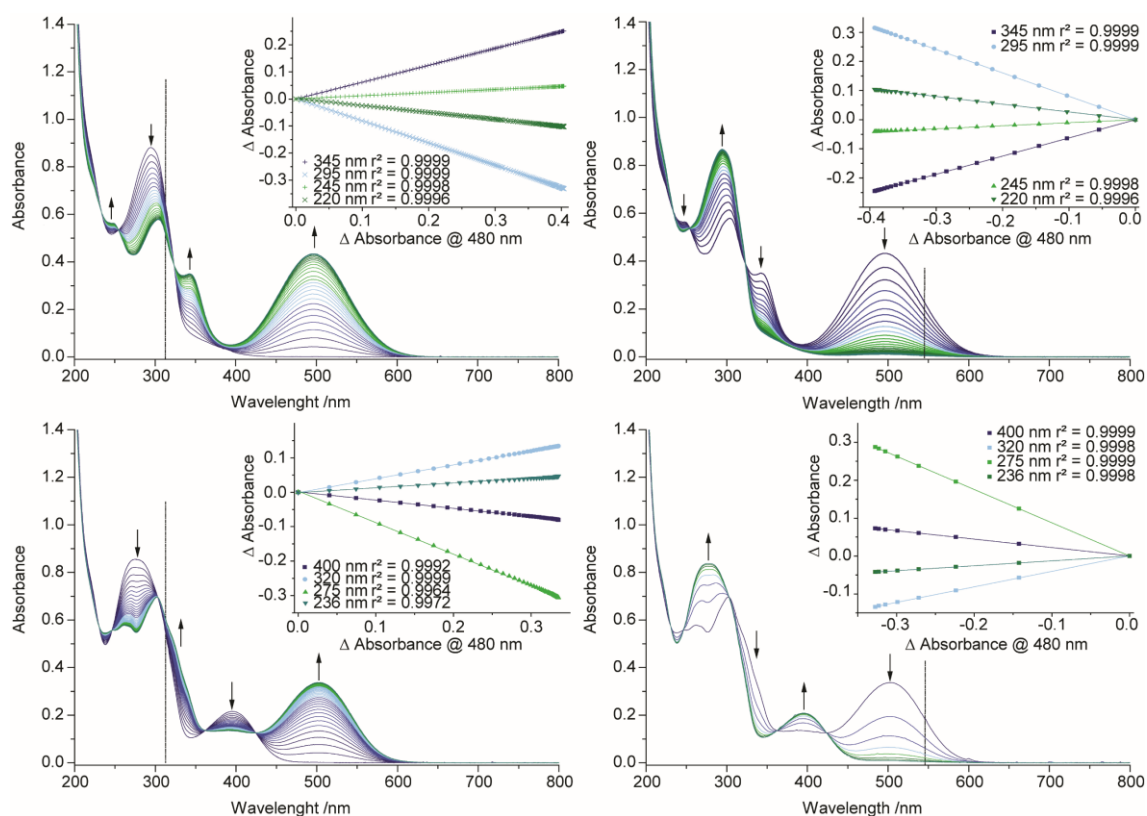 1.4
1.2
1.0
0.8
0.6
0.4
0.2
0.0
Absorbance
200 300 400 500 600 700 800
Wavelenght /nm
0.2
0.1
0.0
-0.1
-0.2
-0.3
Δ Absorbance
345 nm r² = 0.9999
295 nm r² = 0.9999
245 nm r² = 0.9998
220 nm r² = 0.9996
0.0 0.1 0.2 0.3 0.4
Δ Absorbance @ 480 nm
1.4
1.2
1.0
0.8
0.6
0.4
0.2
0.0
Absorbance
200 300 400 500 600 700 800
Wavelenght /nm
0.3
0.2
0.1
0.0
-0.1
-0.2
Δ Absorbance
345 nm r² = 0.9999
295 nm r² = 0.9999
245 nm r² = 0.9998
220 nm r² = 0.9996
-0.4 -0.3 -0.2 -0.1 0.0
Δ Absorbance @ 480 nm
1.4
1.2
1.0
0.8
0.6
0.4
0.2
0.0
Absorbance
200 300 400 500 600 700 800
Wavelenght /nm
0.2
0.1
0.0
-0.1
-0.2
-0.3
Δ Absorbance
400 nm r² = 0.9992
320 nm r² = 0.9999
275 nm r² = 0.9964
236 nm r² = 0.9972
0.0 0.1 0.2 0.3
Δ Absorbance @ 480 nm
1.4
1.2
1.0
0.8
0.6
0.4
0.2
0.0
Absorbance
200 300 400 500 600 700 800
Wavelenght /nm
0.3
0.2
0.1
0.0
-0.1
Δ Absorbance
400 nm r² = 0.9999
320 nm r² = 0.9998
275 nm r² = 0.9999
236 nm r² = 0.9998
-0.3 -0.2 -0.1 0.0
Δ Absorbance @ 480 nm